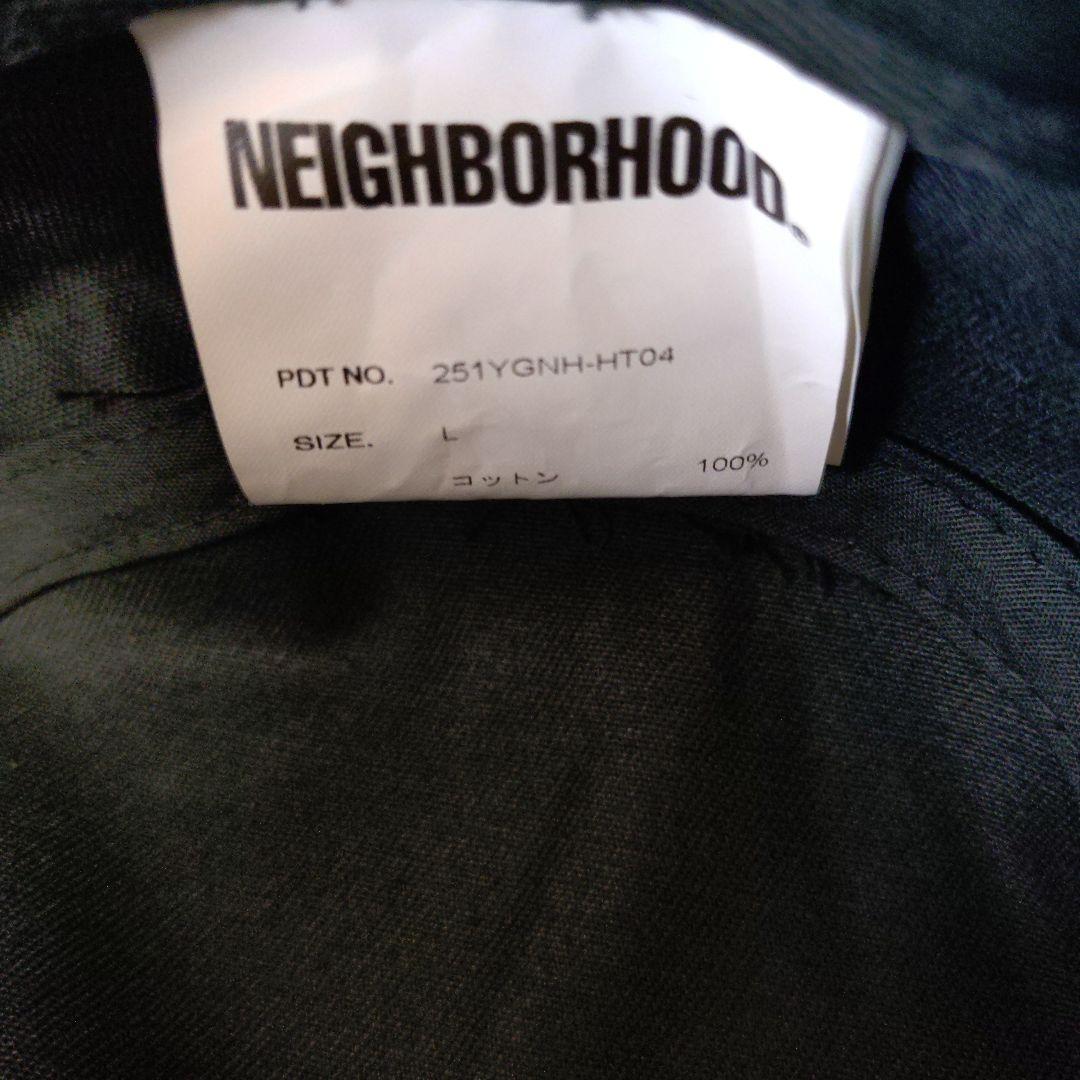 NEIGHBORHOOD.
PDT NO. 251YGNH-HT04
SIZE. L
コットン 100%